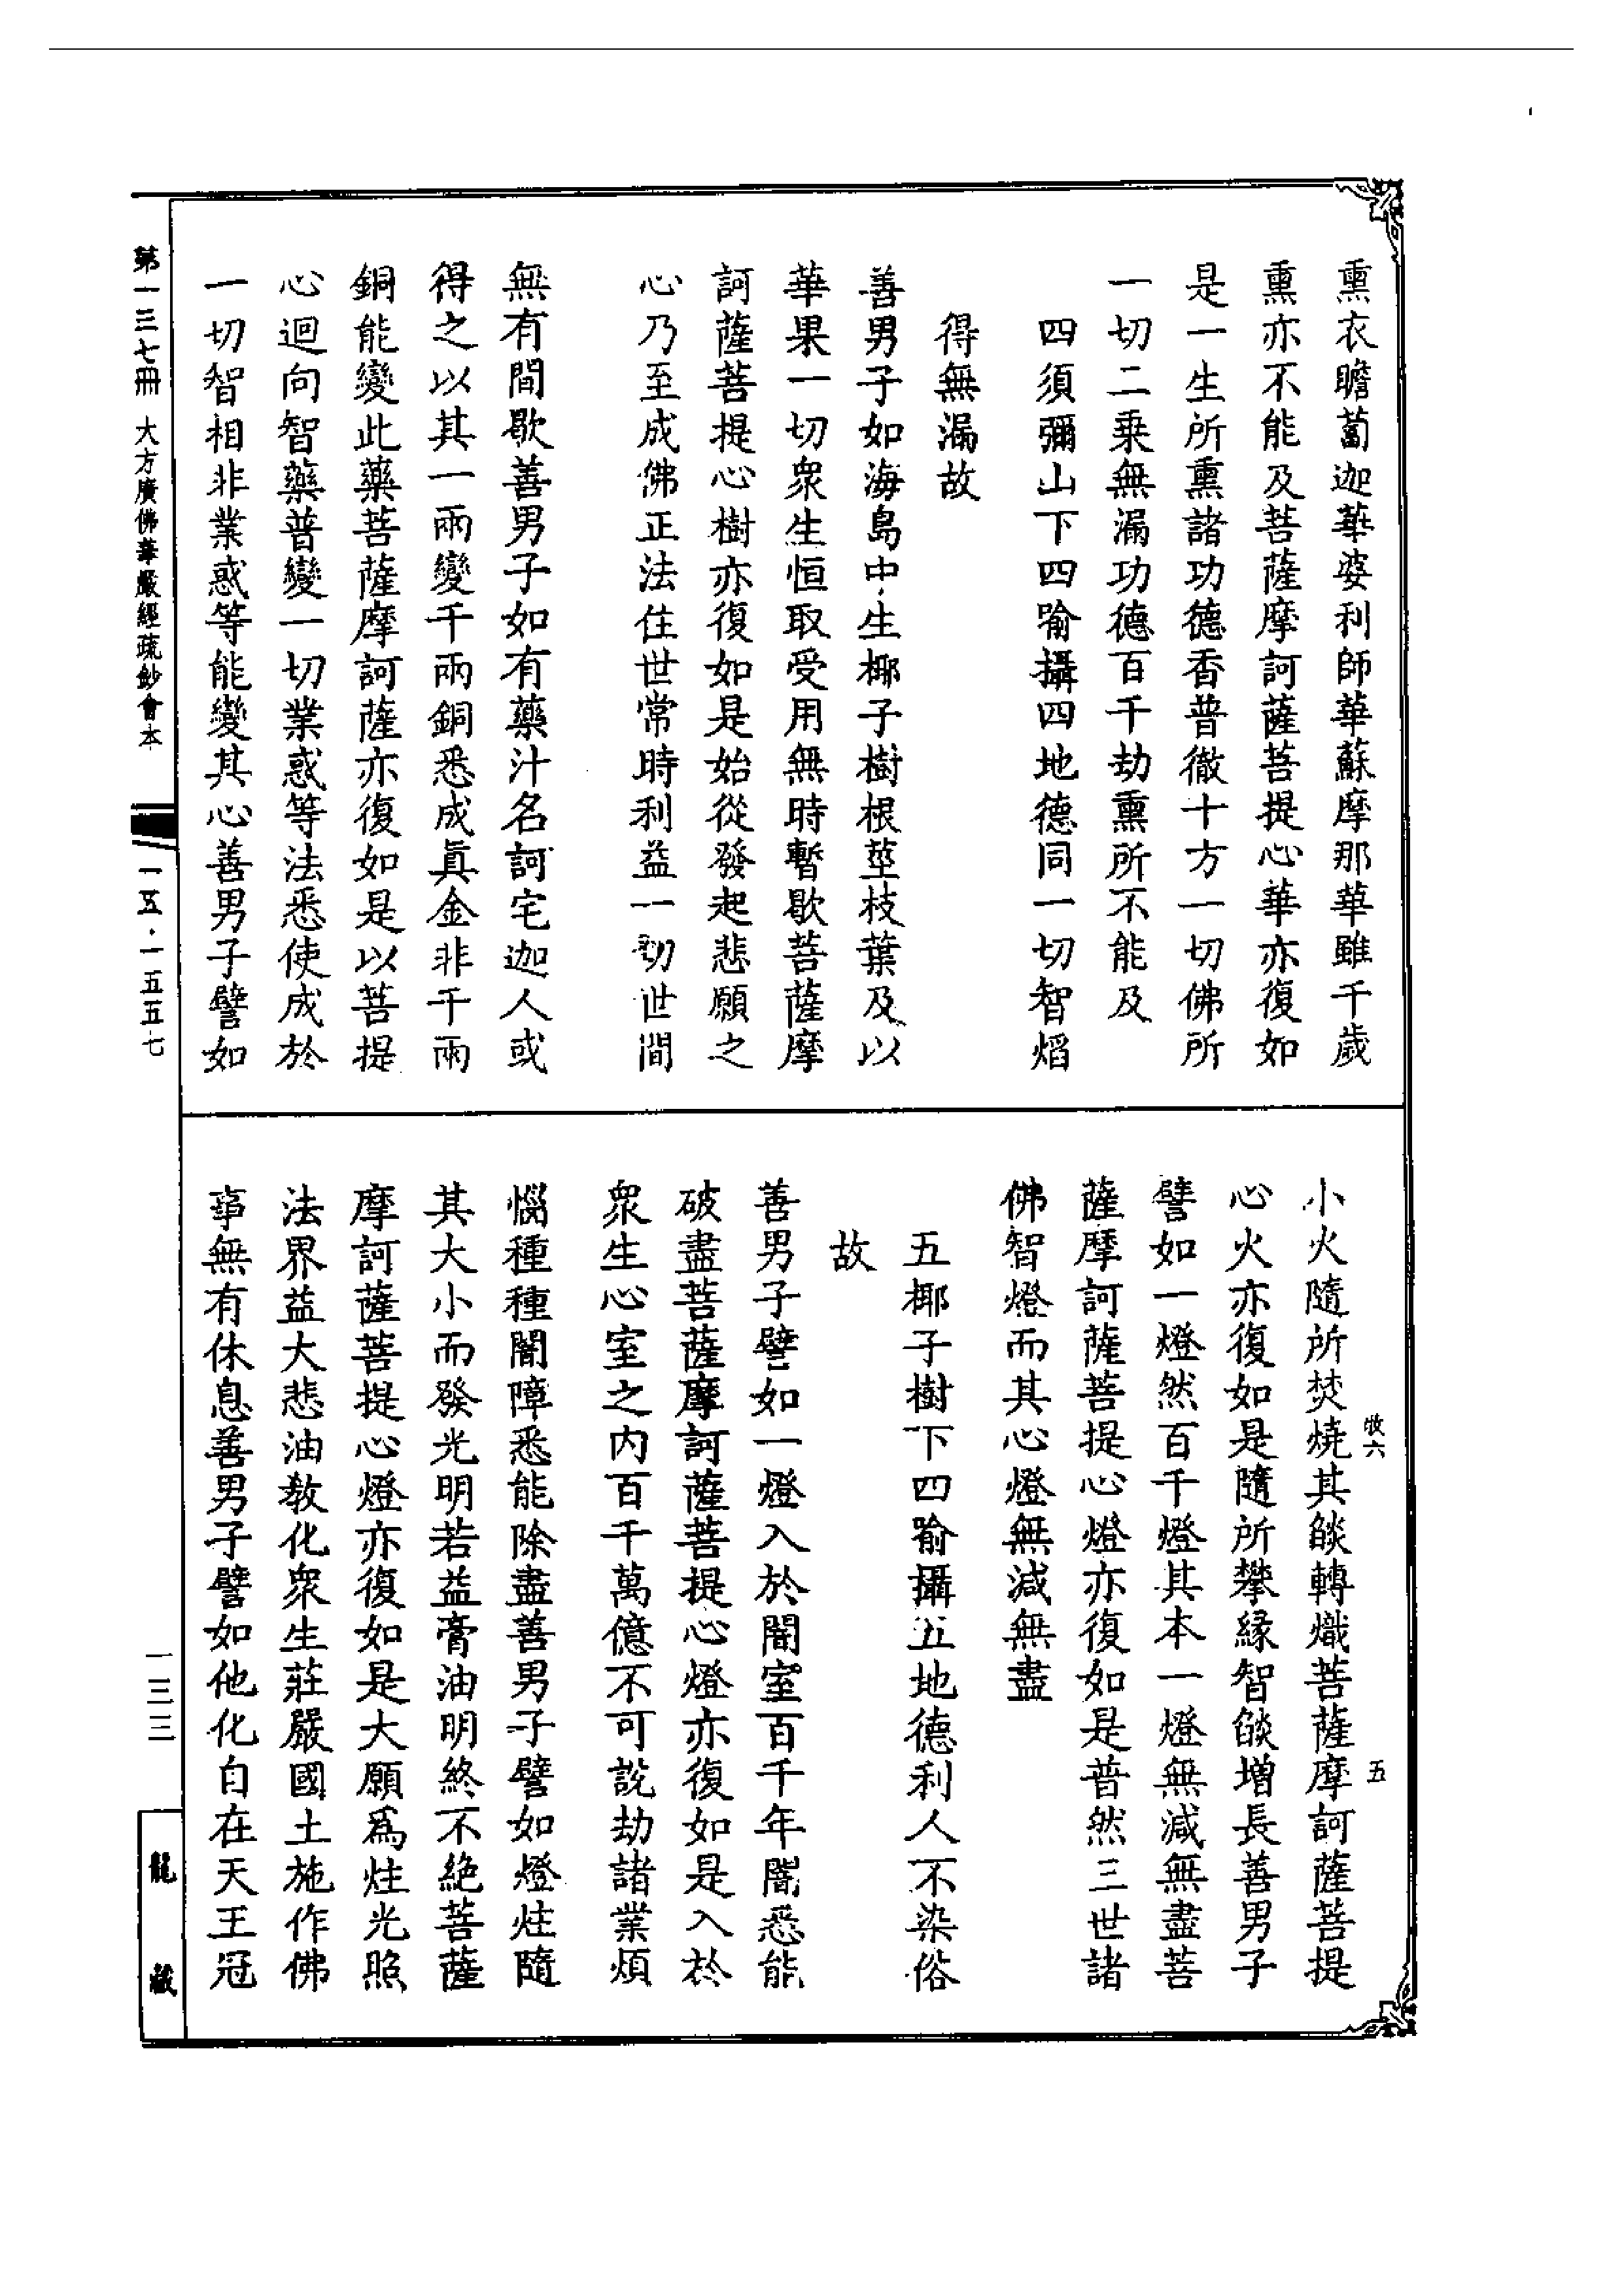 熏衣瞻蔔迦華婆利師華蘇摩那華雖千歲
熏亦不能及菩薩摩訶薩菩提心華亦復如
是一生所熏諸功德香普徹十方一切佛所
一切二乗無漏功德百千劫熏所不能及
四須彌山下四喻攝四地德同一切智焰
得無漏故
善男子如海島中生椰子樹根莖枝葉及以
華果一切衆生恒取受用無時暫歇菩薩摩
訶薩菩提心樹亦復如是始從發起悲願之
心乃至成佛正法住世常時利益一切世間
無有間歇善男子如有藥汁名訶宅迦人或
得之以其一兩變千兩銅悉成眞金非千兩
銅能變此藥菩薩摩訶薩亦復如是以菩提
心迴向智藥普變一切業惑等法悉使成於
一切智相非業惑等能變其心善男子譬如
小火隨所焚燒其燄轉熾菩薩摩訶薩菩提
心火亦復如是隨所攀縁智燄增長善男子
譬如一燈然百千燈其本一燈無減無盡菩
薩摩訶薩菩提心燈亦復如是普然三世諸
佛智燈而其心燈無減無盡
五椰子樹下四喻攝五地德利人不染俗
故
善男子譬如一燈入於闇室百千年闇悉能
破盡菩薩摩訶薩菩提心燈亦復如是入於
衆生心室之内百千萬億不可說劫諸業煩
惱種種闇障悉能除盡善男子譬如燈炷隨
其大小而發光明若益膏油明終不絶菩薩
摩訶薩菩提心燈亦復如是大願爲炷光照
法界益大悲油教化衆生莊嚴國土施作佛
事無有休息善男子譬如他化自在天王冠
六
五
第一三七冊 大方廣佛華嚴經疏鈔會本
一五·一五五七
一三三
龍藏